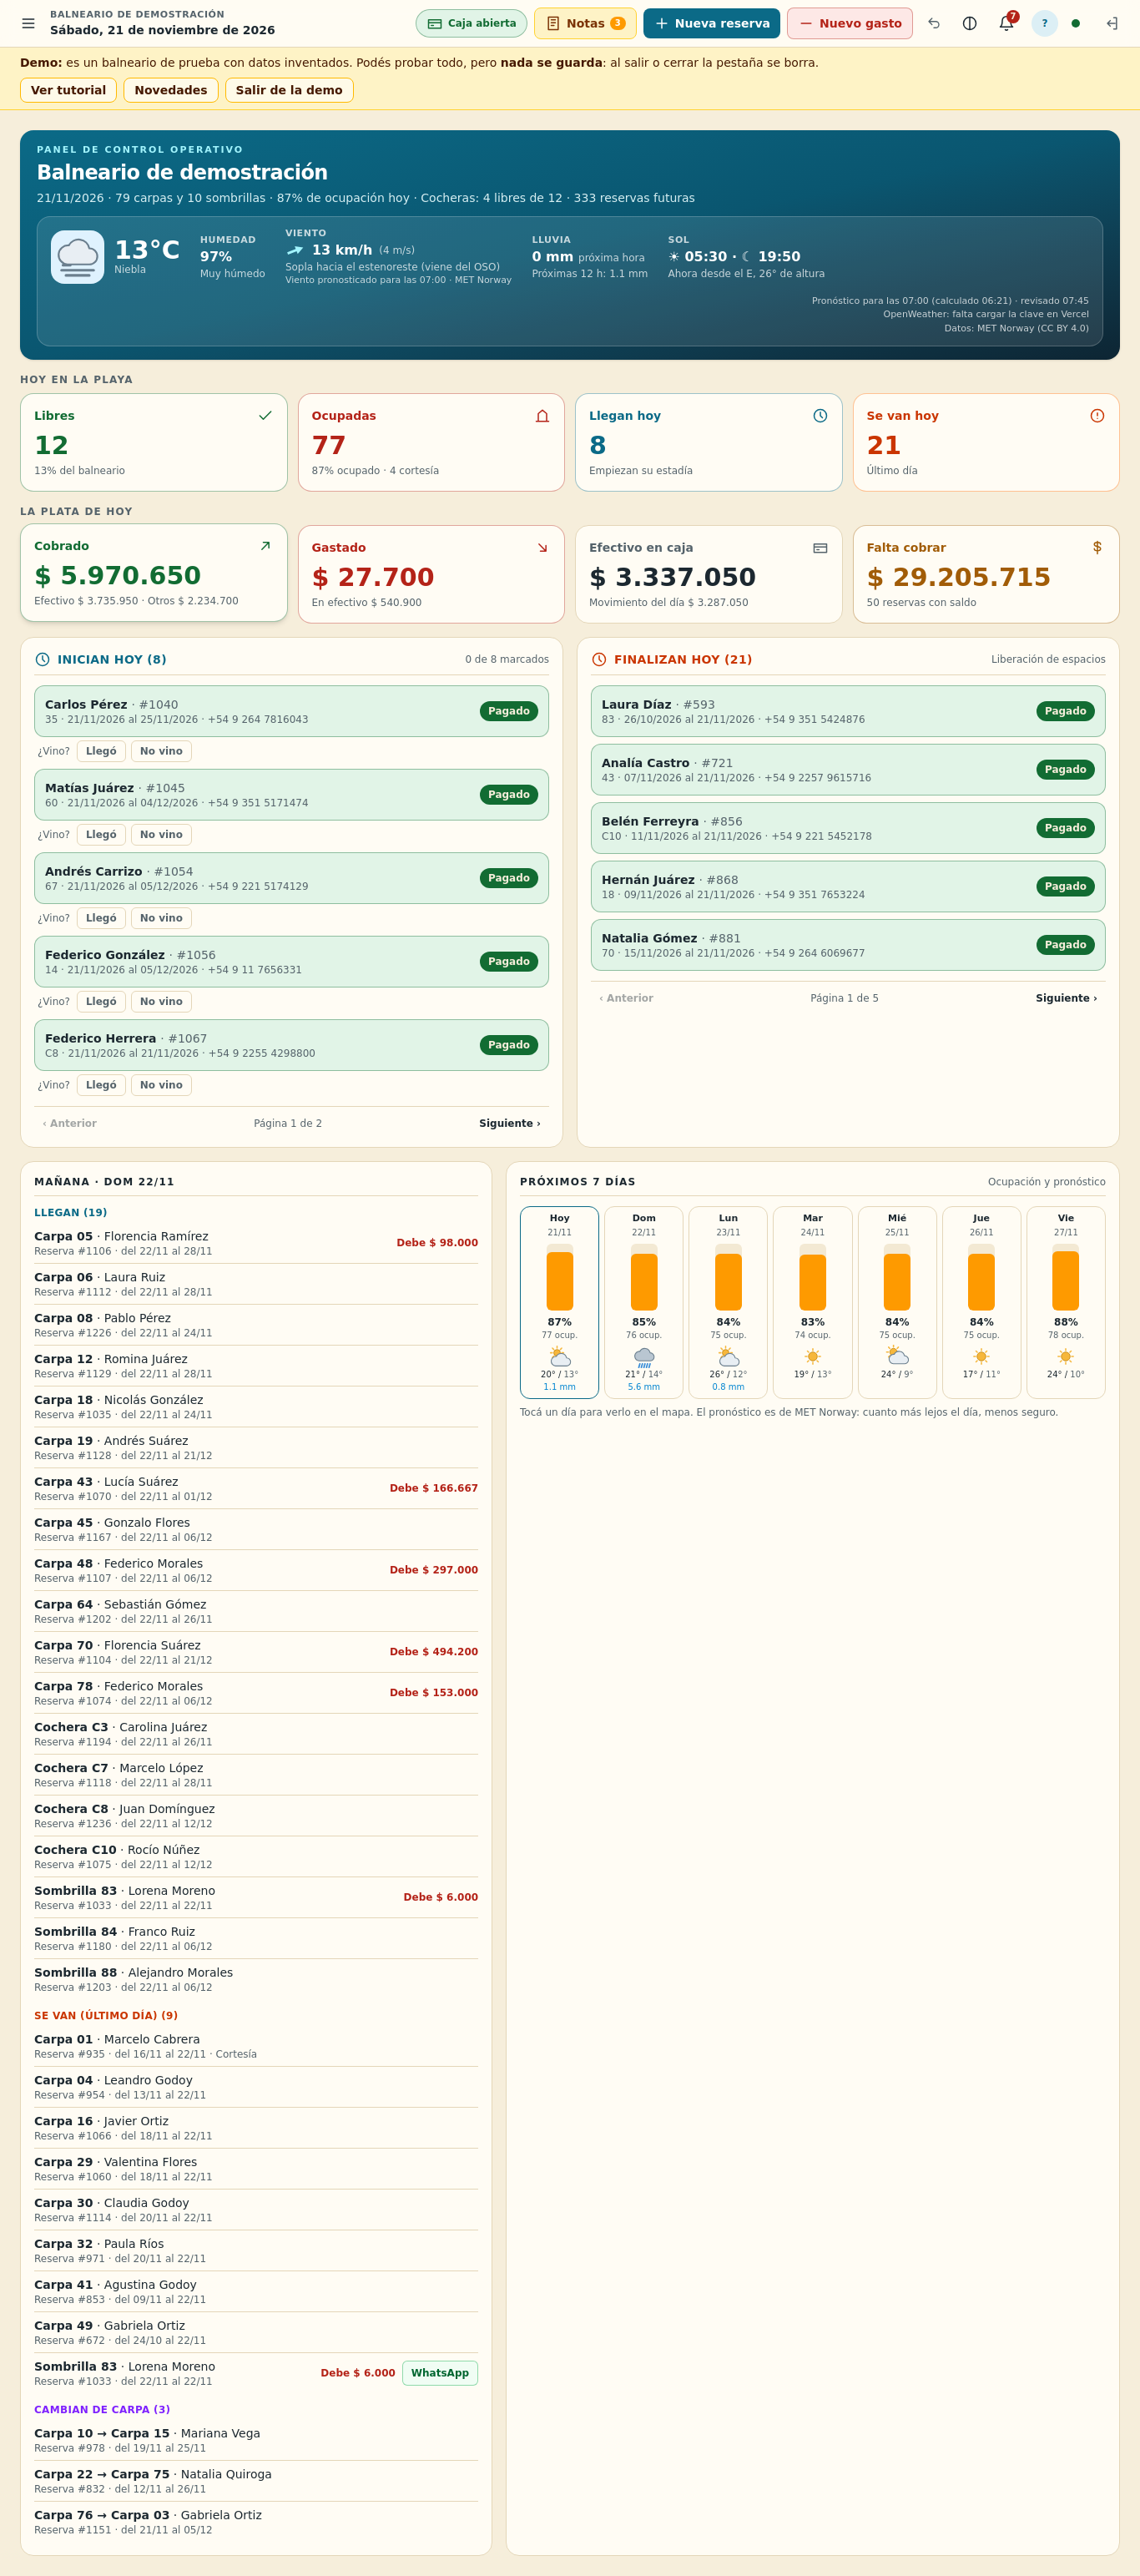 BALNEARIO DE DEMOSTRACIÓN
Sábado, 21 de noviembre de 2026
Caja abierta
Notas 3
Nueva reserva
Nuevo gasto
7
?
Demo: es un balneario de prueba con datos inventados. Podés probar todo, pero nada se guarda: al salir o cerrar la pestaña se borra.
Ver tutorial
Novedades
Salir de la demo
PANEL DE CONTROL OPERATIVO
Balneario de demostración
21/11/2026 · 79 carpas y 10 sombrillas · 87% de ocupación hoy · Cocheras: 4 libres de 12 · 333 reservas futuras
13°C
Niebla
HUMEDAD
97%
Muy húmedo
VIENTO
13 km/h (4 m/s)
Sopla hacia el estenoreste (viene del OSO)
Viento pronosticado para las 07:00 · MET Norway
LLUVIA
0 mm próxima hora
Próximas 12 h: 1.1 mm
SOL
☀ 05:30 · ☾ 19:50
Ahora desde el E, 26° de altura
Pronóstico para las 07:00 (calculado 06:21) · revisado 07:45
OpenWeather: falta cargar la clave en Vercel
Datos: MET Norway (CC BY 4.0)
HOY EN LA PLAYA
Libres
12
13% del balneario
Ocupadas
77
87% ocupado · 4 cortesía
Llegan hoy
8
Empiezan su estadía
Se van hoy
21
Último día
LA PLATA DE HOY
Cobrado
$ 5.970.650
Efectivo $ 3.735.950 · Otros $ 2.234.700
Gastado
$ 27.700
En efectivo $ 540.900
Efectivo en caja
$ 3.337.050
Movimiento del día $ 3.287.050
Falta cobrar
$ 29.205.715
50 reservas con saldo
INICIAN HOY (8)
0 de 8 marcados
Carlos Pérez · #1040
35 · 21/11/2026 al 25/11/2026 · +54 9 264 7816043
Pagado
¿Vino? Llegó No vino
Matías Juárez · #1045
60 · 21/11/2026 al 04/12/2026 · +54 9 351 5171474
Pagado
¿Vino? Llegó No vino
Andrés Carrizo · #1054
67 · 21/11/2026 al 05/12/2026 · +54 9 221 5174129
Pagado
¿Vino? Llegó No vino
Federico González · #1056
14 · 21/11/2026 al 05/12/2026 · +54 9 11 7656331
Pagado
¿Vino? Llegó No vino
Federico Herrera · #1067
C8 · 21/11/2026 al 21/11/2026 · +54 9 2255 4298800
Pagado
¿Vino? Llegó No vino
‹ Anterior
Página 1 de 2
Siguiente ›
FINALIZAN HOY (21)
Liberación de espacios
Laura Díaz · #593
83 · 26/10/2026 al 21/11/2026 · +54 9 351 5424876
Pagado
Analía Castro · #721
43 · 07/11/2026 al 21/11/2026 · +54 9 2257 9615716
Pagado
Belén Ferreyra · #856
C10 · 11/11/2026 al 21/11/2026 · +54 9 221 5452178
Pagado
Hernán Juárez · #868
18 · 09/11/2026 al 21/11/2026 · +54 9 351 7653224
Pagado
Natalia Gómez · #881
70 · 15/11/2026 al 21/11/2026 · +54 9 264 6069677
Pagado
‹ Anterior
Página 1 de 5
Siguiente ›
MAÑANA · DOM 22/11
LLEGAN (19)
Carpa 05 · Florencia Ramírez
Reserva #1106 · del 22/11 al 28/11
Debe $ 98.000
Carpa 06 · Laura Ruiz
Reserva #1112 · del 22/11 al 28/11
Carpa 08 · Pablo Pérez
Reserva #1226 · del 22/11 al 24/11
Carpa 12 · Romina Juárez
Reserva #1129 · del 22/11 al 28/11
Carpa 18 · Nicolás González
Reserva #1035 · del 22/11 al 24/11
Carpa 19 · Andrés Suárez
Reserva #1128 · del 22/11 al 21/12
Carpa 43 · Lucía Suárez
Reserva #1070 · del 22/11 al 01/12
Debe $ 166.667
Carpa 45 · Gonzalo Flores
Reserva #1167 · del 22/11 al 06/12
Carpa 48 · Federico Morales
Reserva #1107 · del 22/11 al 06/12
Debe $ 297.000
Carpa 64 · Sebastián Gómez
Reserva #1202 · del 22/11 al 26/11
Carpa 70 · Florencia Suárez
Reserva #1104 · del 22/11 al 21/12
Debe $ 494.200
Carpa 78 · Federico Morales
Reserva #1074 · del 22/11 al 06/12
Debe $ 153.000
Cochera C3 · Carolina Juárez
Reserva #1194 · del 22/11 al 26/11
Cochera C7 · Marcelo López
Reserva #1118 · del 22/11 al 28/11
Cochera C8 · Juan Domínguez
Reserva #1236 · del 22/11 al 12/12
Cochera C10 · Rocío Núñez
Reserva #1075 · del 22/11 al 12/12
Sombrilla 83 · Lorena Moreno
Reserva #1033 · del 22/11 al 22/11
Debe $ 6.000
Sombrilla 84 · Franco Ruiz
Reserva #1180 · del 22/11 al 06/12
Sombrilla 88 · Alejandro Morales
Reserva #1203 · del 22/11 al 06/12
SE VAN (ÚLTIMO DÍA) (9)
Carpa 01 · Marcelo Cabrera
Reserva #935 · del 16/11 al 22/11 · Cortesía
Carpa 04 · Leandro Godoy
Reserva #954 · del 13/11 al 22/11
Carpa 16 · Javier Ortiz
Reserva #1066 · del 18/11 al 22/11
Carpa 29 · Valentina Flores
Reserva #1060 · del 18/11 al 22/11
Carpa 30 · Claudia Godoy
Reserva #1114 · del 20/11 al 22/11
Carpa 32 · Paula Ríos
Reserva #971 · del 20/11 al 22/11
Carpa 41 · Agustina Godoy
Reserva #853 · del 09/11 al 22/11
Carpa 49 · Gabriela Ortiz
Reserva #672 · del 24/10 al 22/11
Sombrilla 83 · Lorena Moreno
Reserva #1033 · del 22/11 al 22/11
Debe $ 6.000 WhatsApp
CAMBIAN DE CARPA (3)
Carpa 10 → Carpa 15 · Mariana Vega
Reserva #978 · del 19/11 al 25/11
Carpa 22 → Carpa 75 · Natalia Quiroga
Reserva #832 · del 12/11 al 26/11
Carpa 76 → Carpa 03 · Gabriela Ortiz
Reserva #1151 · del 21/11 al 05/12
PRÓXIMOS 7 DÍAS
Ocupación y pronóstico
Hoy
21/11
87%
77 ocup.
20° / 13°
1.1 mm
Dom
22/11
85%
76 ocup.
21° / 14°
5.6 mm
Lun
23/11
84%
75 ocup.
26° / 12°
0.8 mm
Mar
24/11
83%
74 ocup.
19° / 13°
Mié
25/11
84%
75 ocup.
24° / 9°
Jue
26/11
84%
75 ocup.
17° / 11°
Vie
27/11
88%
78 ocup.
24° / 10°
Tocá un día para verlo en el mapa. El pronóstico es de MET Norway: cuanto más lejos el día, menos seguro.